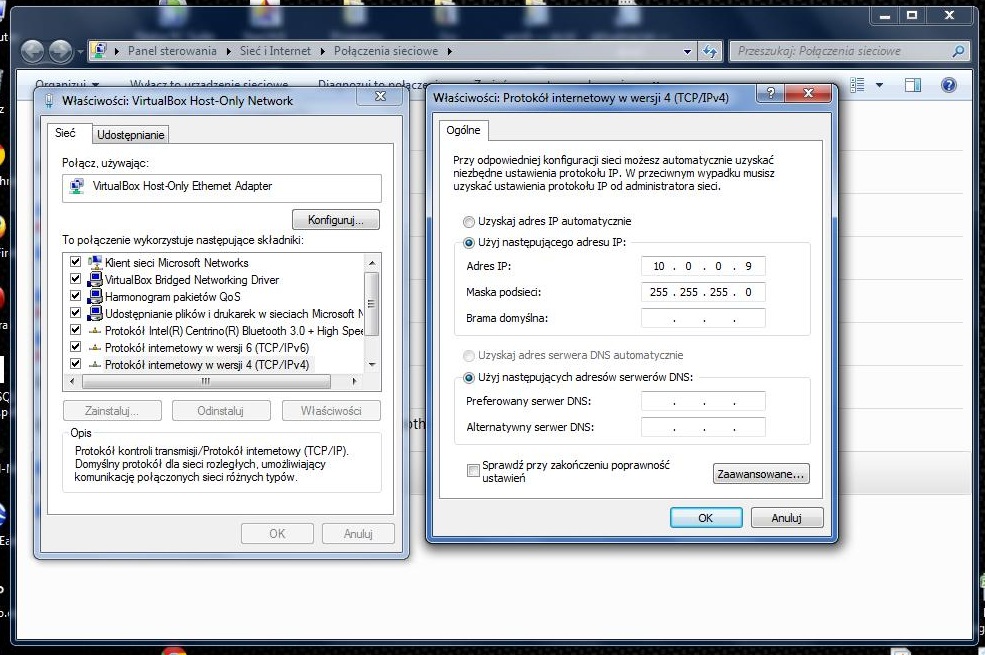 Panel sterowania
Sieć i Internet
Połączenia sieciowe
Przeszukaj: Połączenia sieciowe
Organizuj
Wyłącz to urządzenie sieciowe
Diagnozuj to połącze
Właściwości: VirtualBox Host-Only Network
Sieć
Udostępnianie
Połącz, używając:
VirtualBox Host-Only Ethernet Adapter
Konfiguruj...
To połączenie wykorzystuje następujące składniki:
Klient sieci Microsoft Networks
VirtualBox Bridged Networking Driver
Harmonogram pakietów QoS
Udostępnianie plików i drukarek w sieciach Microsoft N
Protokół Intel(R) Centrino(R) Bluetooth 3.0 + High Spee
Protokół internetowy w wersji 6 (TCP/IPv6)
Protokół internetowy w wersji 4 (TCP/IPv4)
Zainstaluj...
Odinstaluj
Właściwości
Opis
Protokół kontroli transmisji/Protokół internetowy (TCP/IP).
Domyślny protokół dla sieci rozległych, umożliwiający
komunikację połączonych sieci różnych typów.
OK
Anuluj
Właściwości: Protokół internetowy w wersji 4 (TCP/IPv4)
Ogólne
Przy odpowiedniej konfiguracji sieci możesz automatycznie uzyskać
niezbędne ustawienia protokołu IP. W przeciwnym wypadku musisz
uzyskać ustawienia protokołu IP od administratora sieci.
Uzyskaj adres IP automatycznie
Użyj następującego adresu IP:
Adres IP: 10 . 0 . 0 . 9
Maska podsieci: 255 . 255 . 255 . 0
Brama domyślna: . . .
Uzyskaj adres serwera DNS automatycznie
Użyj następujących adresów serwerów DNS:
Preferowany serwer DNS: . . .
Alternatywny serwer DNS: . . .
Sprawdź przy zakończeniu poprawność
ustawień
Zaawansowane...
OK
Anuluj